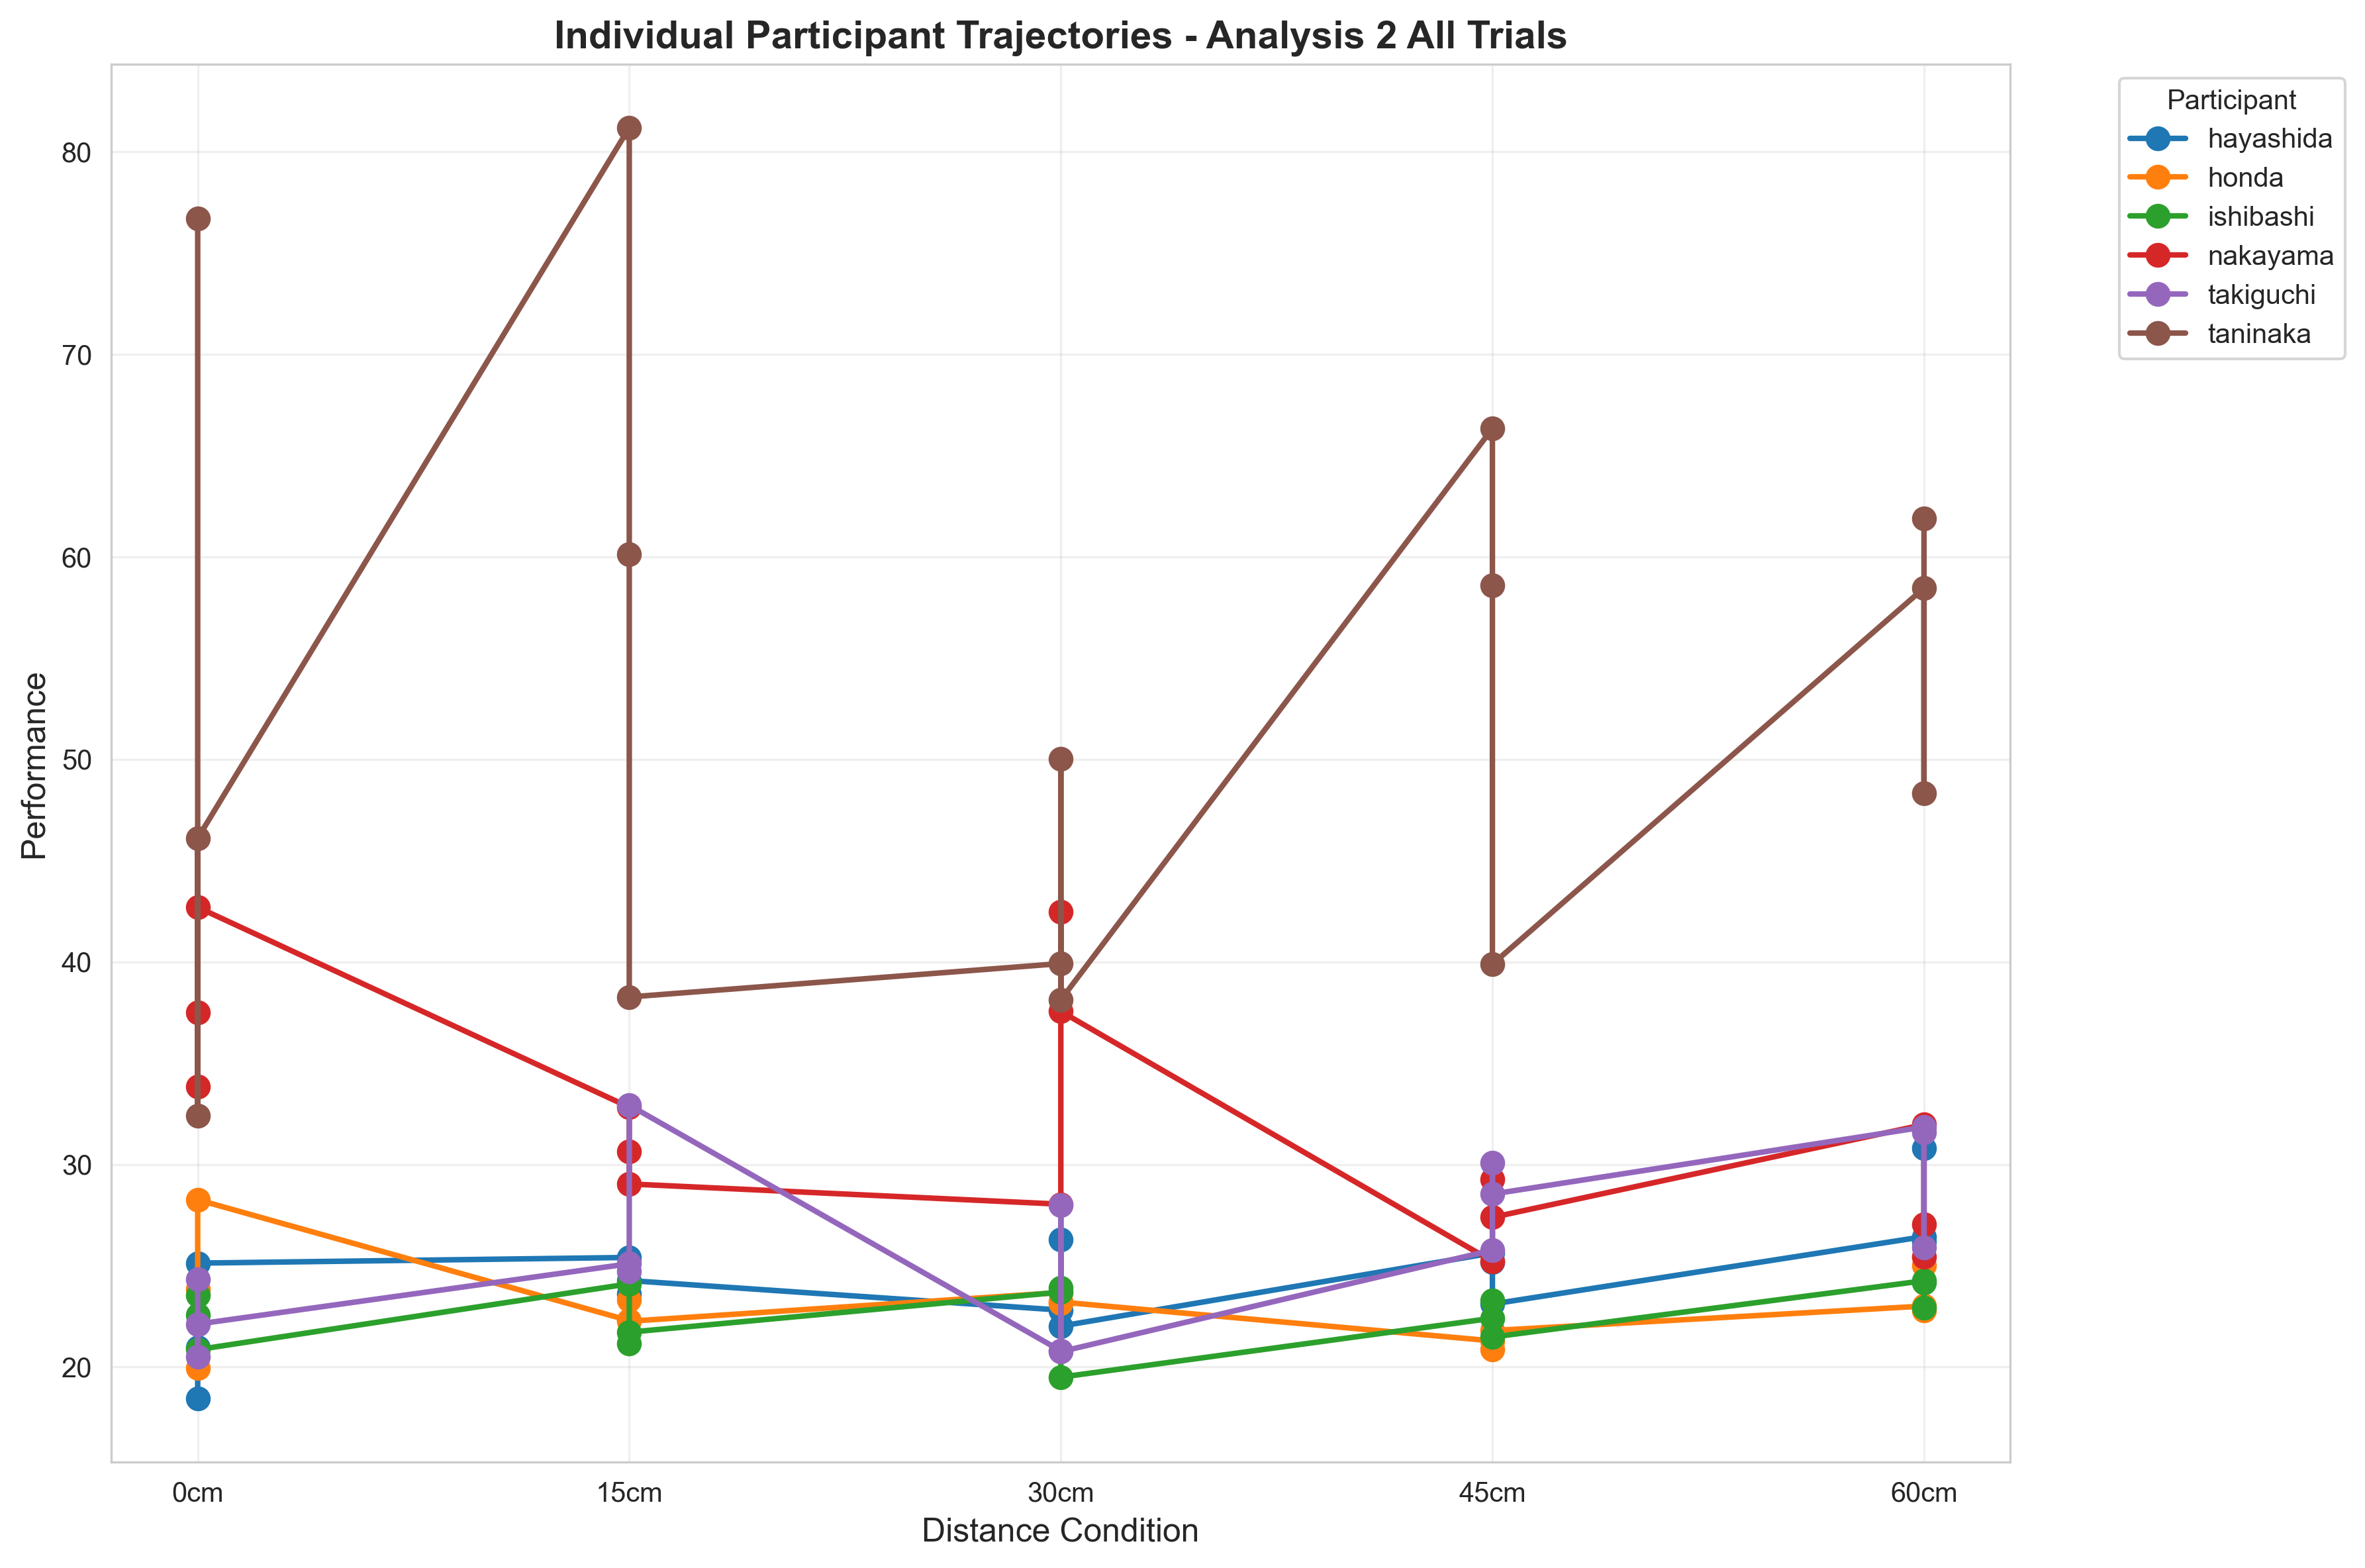 Individual Participant Trajectories - Analysis 2 All Trials
Participant
hayashida
honda
ishibashi
nakayama
takiguchi
taninaka
Performance
80
70
60
50
40
30
20
0cm
15cm
30cm
45cm
60cm
Distance Condition